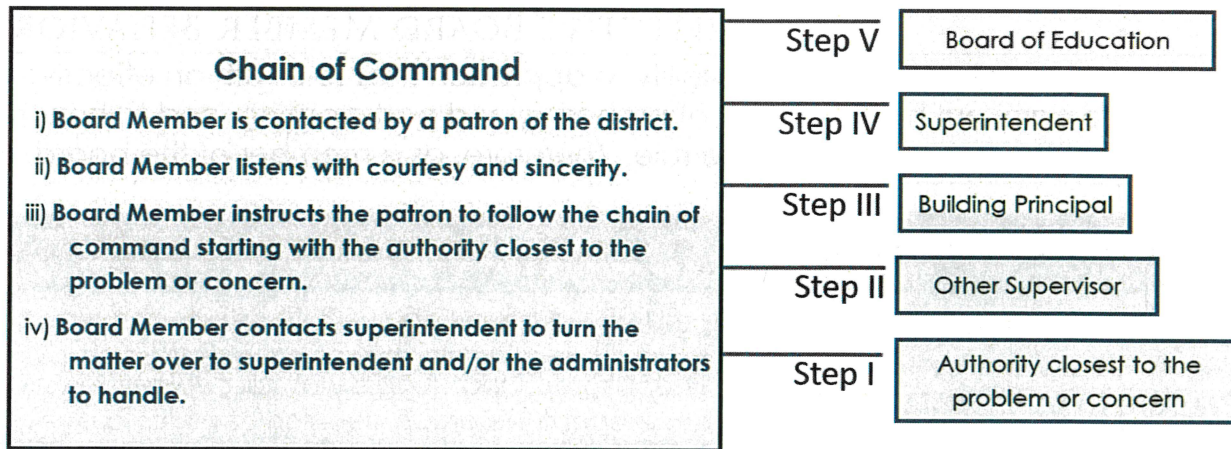 Chain of Command
i) Board Member is contacted by a patron of the district.
ii) Board Member listens with courtesy and sincerity.
iii) Board Member instructs the patron to follow the chain of
command starting with the authority closest to the
problem or concern.
iv) Board Member contacts superintendent to turn the
matter over to superintendent and/or the administrators
to handle.
Step V
Board of Education
Step IV
Superintendent
Step III
Building Principal
Step II
Other Supervisor
Step I
Authority closest to the
problem or concern